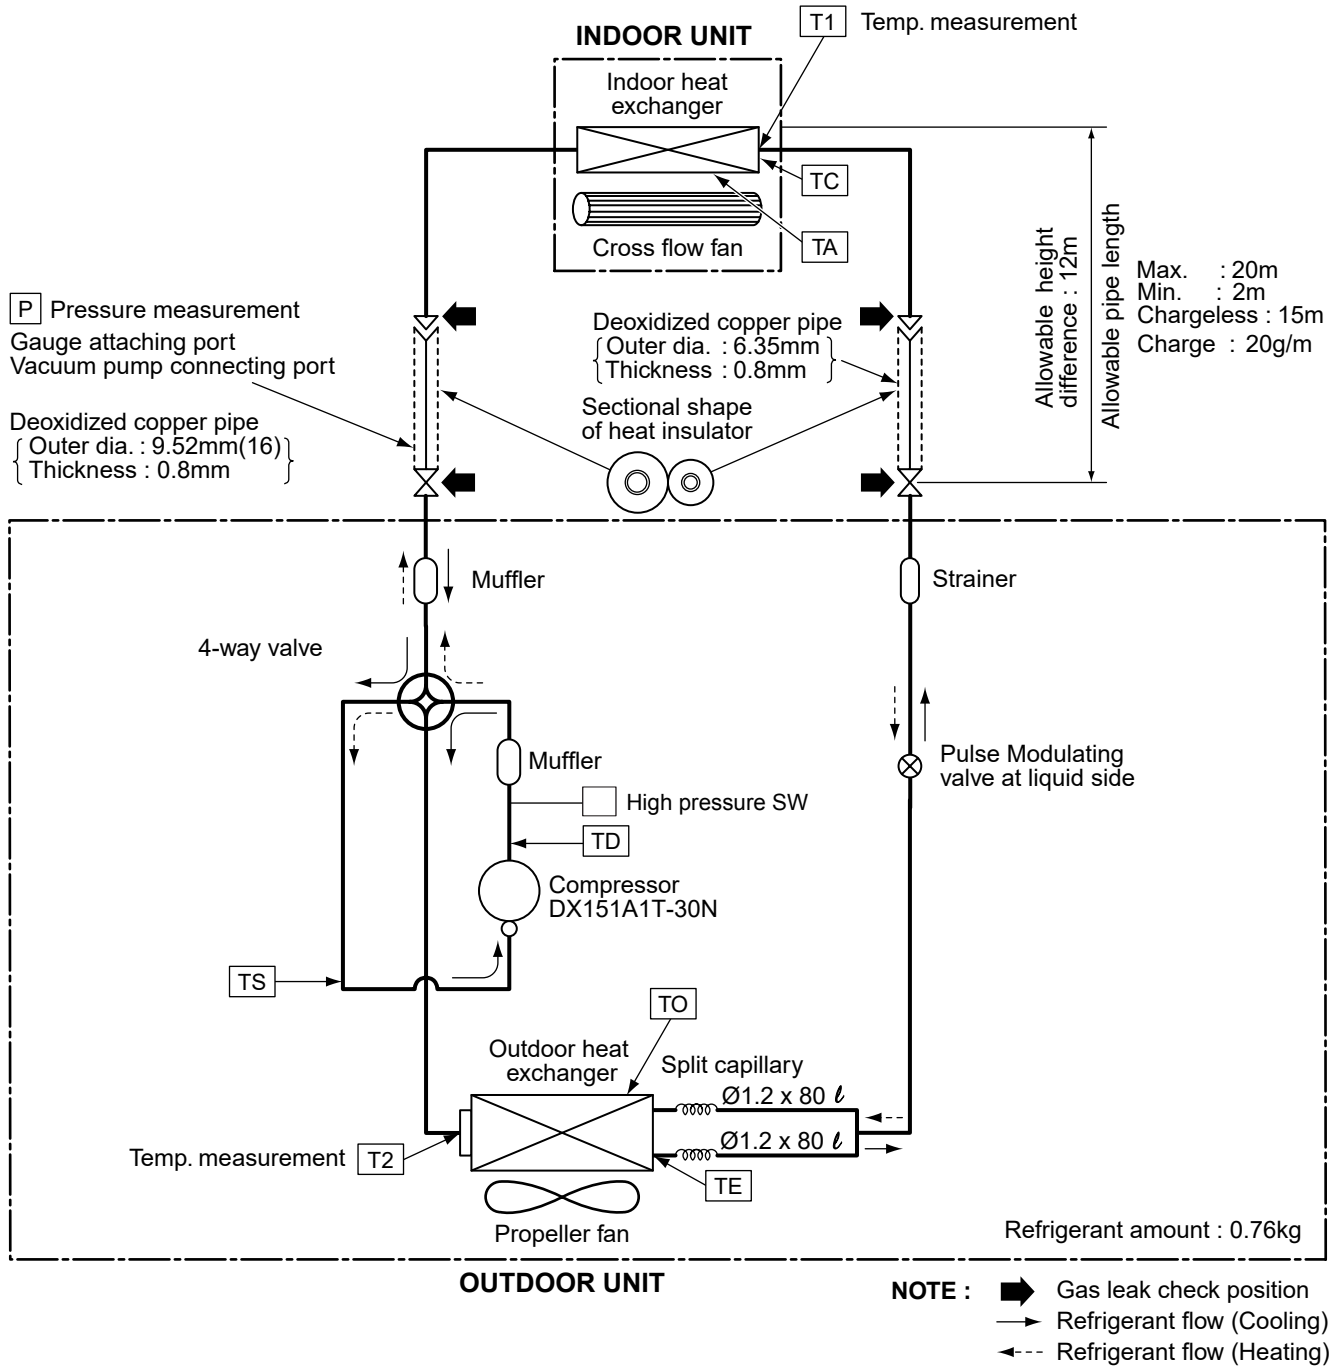 T1 Temp. measurement
INDOOR UNIT
Indoor heat
exchanger
TC
Cross flow fan
TA
Allowable height
difference : 12m
Allowable pipe length
Max. : 20m
Min. : 2m
Chargeless : 15m
Charge : 20g/m
P Pressure measurement
Gauge attaching port
Vacuum pump connecting port
Deoxidized copper pipe
Outer dia. : 9.52mm(16)
Thickness : 0.8mm
Deoxidized copper pipe
Outer dia. : 6.35mm
Thickness : 0.8mm
Sectional shape
of heat insulator
Muffler
Strainer
4-way valve
Muffler
Pulse Modulating
valve at liquid side
High pressure SW
TD
Compressor
DX151A1T-30N
TS
TO
Outdoor heat
exchanger
Split capillary
Ø1.2 x 80 ℓ
Ø1.2 x 80 ℓ
Temp. measurement T2
TE
Propeller fan
Refrigerant amount : 0.76kg
OUTDOOR UNIT
NOTE : Gas leak check position
Refrigerant flow (Cooling)
Refrigerant flow (Heating)